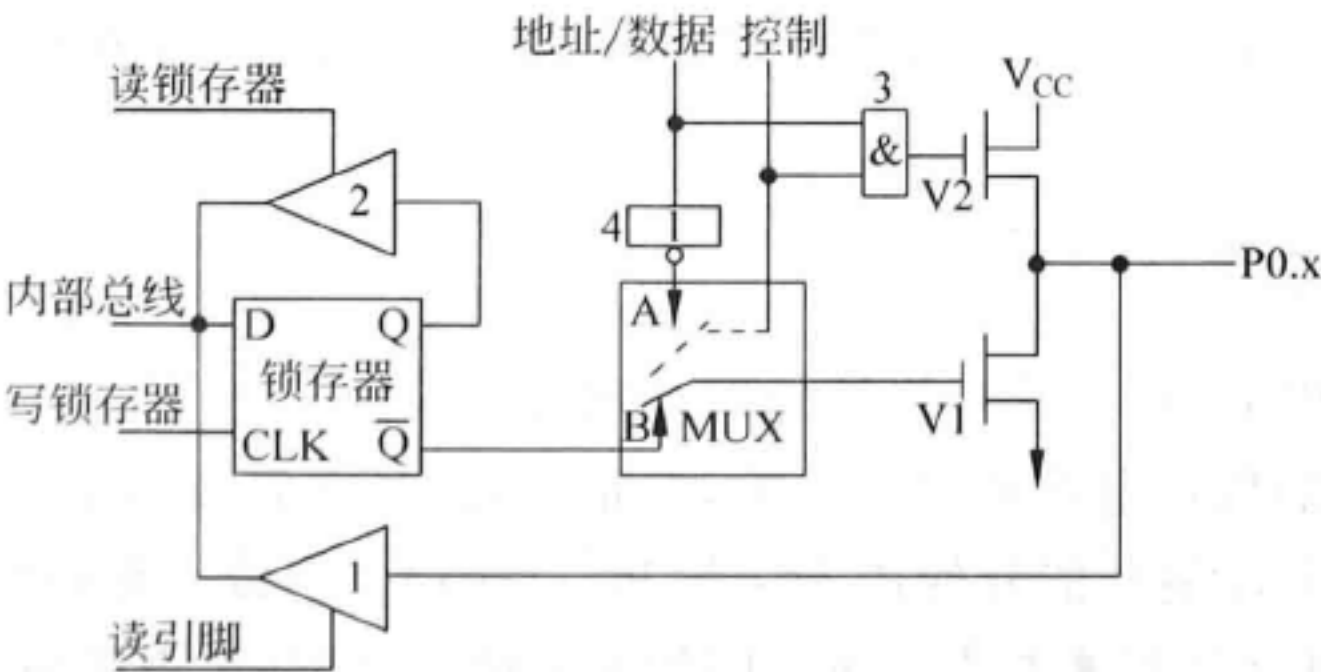 地址/数据 控制
读锁存器
3
V_CC
&
2
V2
4
1
P0.x
内部总线
D Q
A
锁存器
写锁存器
B MUX
V1
CLK Q̅
1
读引脚